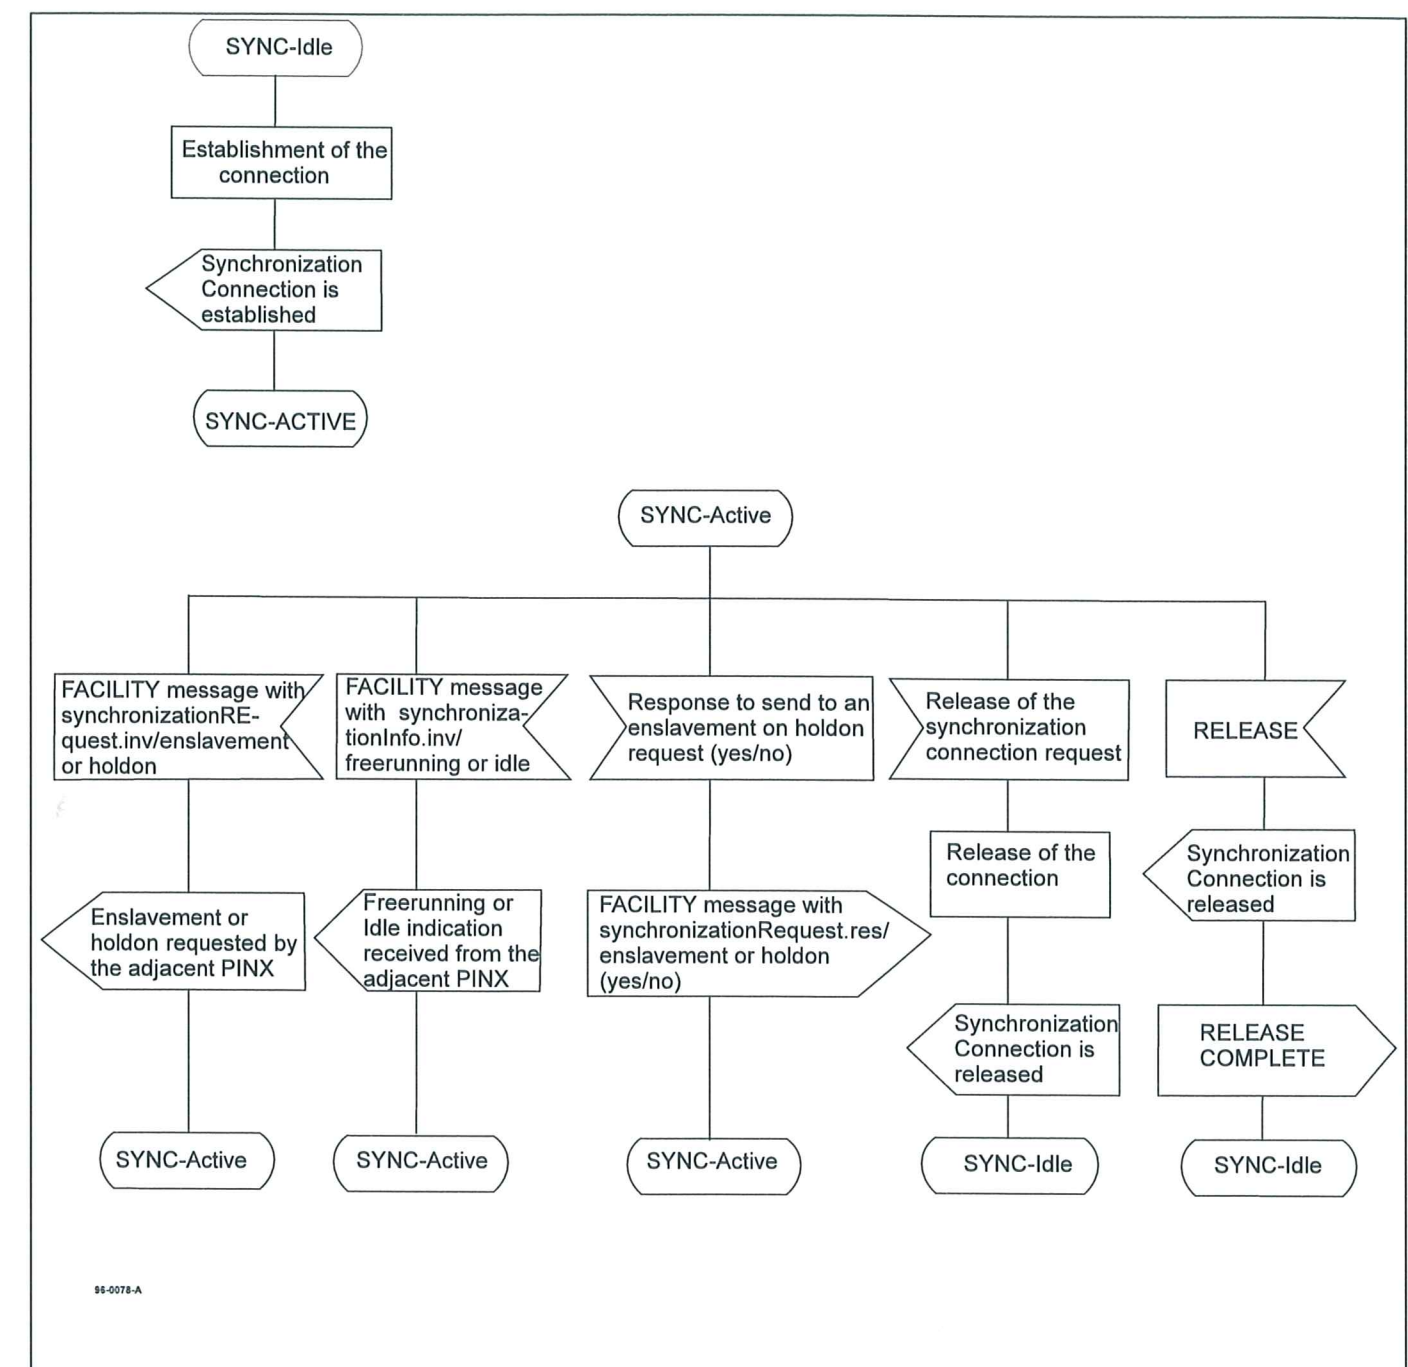 SYNC-Idle
Establishment of the
connection
Synchronization
Connection is
established
SYNC-ACTIVE
SYNC-Active
FACILITY message with
synchronizationRE-
quest.inv/enslavement
or holdon
FACILITY message
with synchroniza-
tionInfo.inv/
freerunning or idle
Response to send to an
enslavement on holdon
request (yes/no)
Release of the
synchronization
connection request
RELEASE
Enslavement or
holdon requested by
the adjacent PINX
Freerunning or
Idle indication
received from the
adjacent PINX
FACILITY message with
synchronizationRequest.res/
enslavement or holdon
(yes/no)
Release of the
connection
Synchronization
Connection is
released
Synchronization
Connection is
released
RELEASE
COMPLETE
SYNC-Active
SYNC-Active
SYNC-Active
SYNC-Idle
SYNC-Idle
96-0078-A